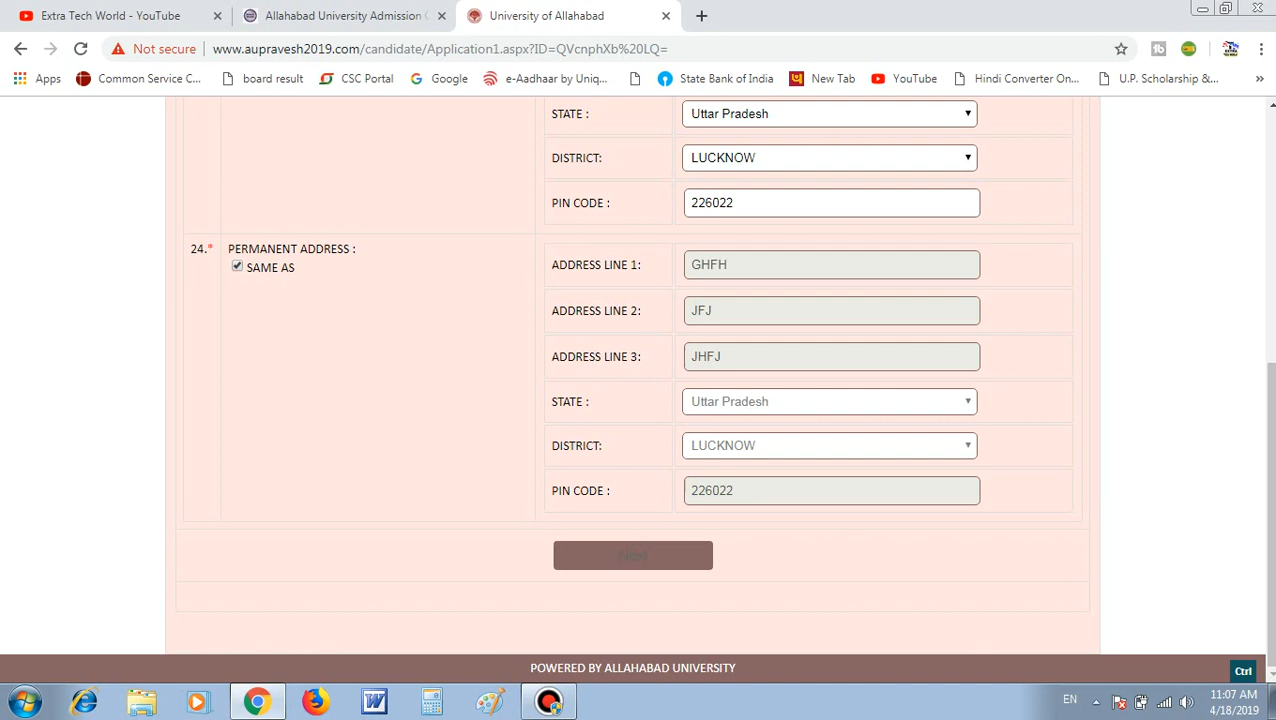 Extra Tech World - YouTube
Allahabad University Admission
University of Allahabad
Not secure
www.aupravesh2019.com/candidate/Application1.aspx?ID=QVcnphXb%20LQ=
Apps
Common Service C...
board result
CSC Portal
Google
e-Aadhaar by Uniq...
State Bank of India
New Tab
YouTube
Hindi Converter On...
U.P. Scholarship &...
»
STATE :
Uttar Pradesh
DISTRICT:
LUCKNOW
PIN CODE :
226022
24.*
PERMANENT ADDRESS :
SAME AS
ADDRESS LINE 1:
GHFH
ADDRESS LINE 2:
JFJ
ADDRESS LINE 3:
JHFJ
STATE :
Uttar Pradesh
DISTRICT:
LUCKNOW
PIN CODE :
226022
Next
POWERED BY ALLAHABAD UNIVERSITY
Ctrl
EN
11:07 AM
4/18/2019